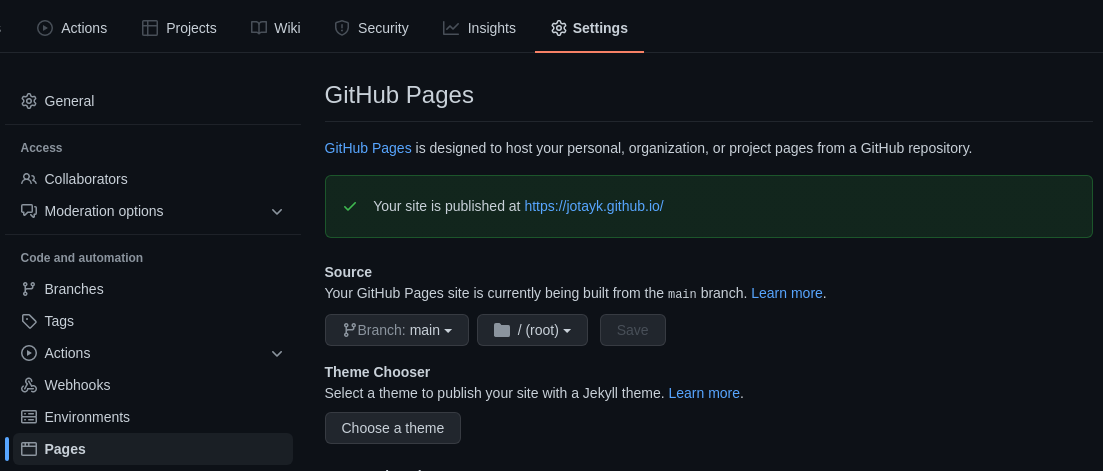 Actions
Projects
Wiki
Security
Insights
Settings
General
Access
Collaborators
Moderation options
Code and automation
Branches
Tags
Actions
Webhooks
Environments
Pages
GitHub Pages
GitHub Pages is designed to host your personal, organization, or project pages from a GitHub repository.
Your site is published at https://jotayk.github.io/
Source
Your GitHub Pages site is currently being built from the main branch. Learn more.
Branch: main
/ (root)
Save
Theme Chooser
Select a theme to publish your site with a Jekyll theme. Learn more.
Choose a theme